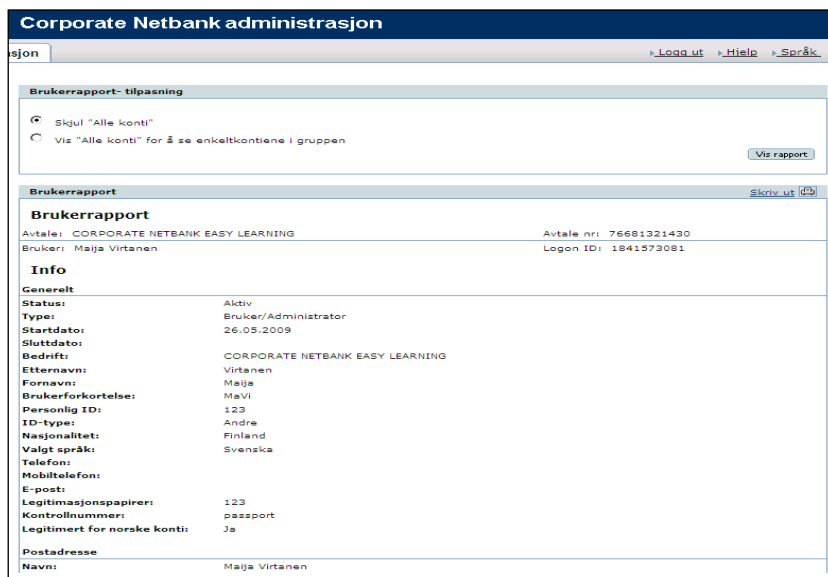 Corporate Netbank administrasjon
asjon
Logg ut Hjelp Språk
Brukerrapport- tilpasning
Skjul "Alle konti"
Vis "Alle konti" for å se enkeltkontiene i gruppen
Vis rapport
Brukerrapport Skriv ut
Brukerrapport
Avtale: CORPORATE NETBANK EASY LEARNING Avtale nr: 76681321430
Bruker: Maija Virtanen Logon ID: 1841573081
Info
Generelt
Status: Aktiv
Type: Bruker/Administrator
Startdato: 26.05.2009
Sluttdato:
Bedrift: CORPORATE NETBANK EASY LEARNING
Etternavn: Virtanen
Fornavn: Maija
Brukerforkortelse: MaVi
Personlig ID: 123
ID-type: Andre
Nasjonalitet: Finland
Valgt språk: Svenska
Telefon:
Mobiltelefon:
E-post:
Legitimasjonspapirer: 123
Kontrollnummer: passport
Legitimert for norske konti: Ja
Postadresse
Navn: Maija Virtanen